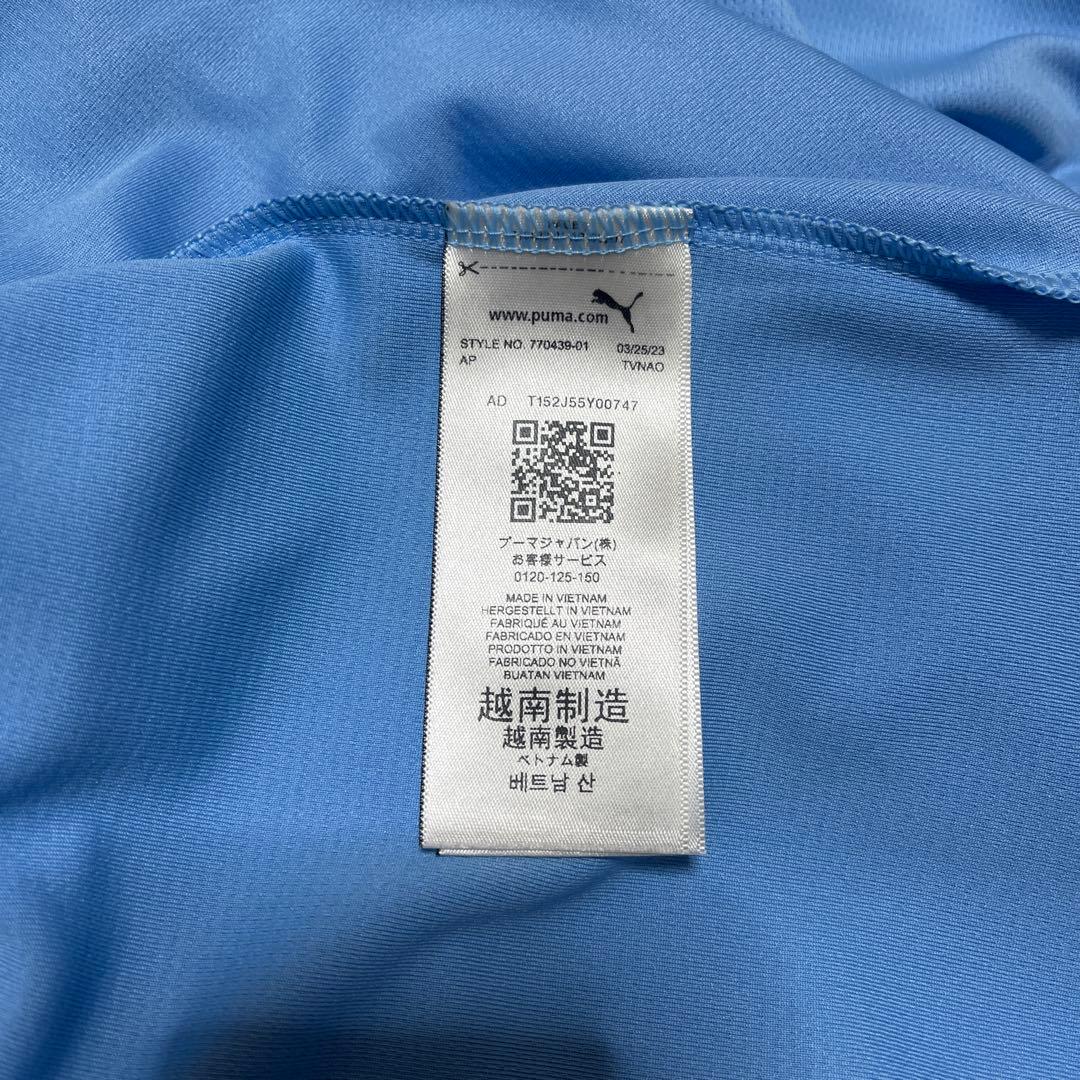 www.puma.com
STYLE NO. 770439-01 03/25/23
AP TVNAO
AD T152J55Y00747
プーマジャパン(株)
お客様サービス
0120-125-150
MADE IN VIETNAM
HERGESTELLT IN VIETNAM
FABRIQUÉ AU VIETNAM
FABRICADO EN VIETNAM
PRODOTTO IN VIETNAM
FABRICADO NO VIETNÃ
BUATAN VIETNAM
越南制造
越南製造
ベトナム製
베트남 산